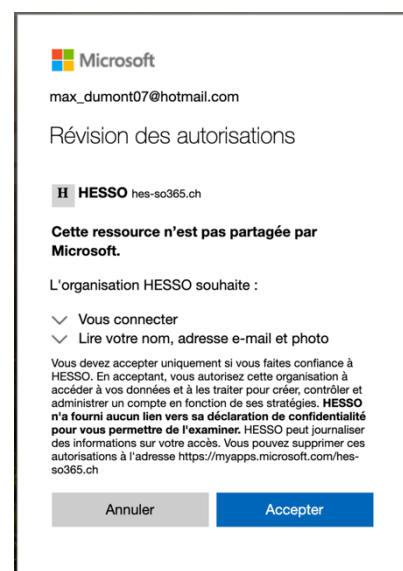 Microsoft
max_dumont07@hotmail.com
Révision des autorisations
H HESSO hes-so365.ch
Cette ressource n'est pas partagée par
Microsoft.
L'organisation HESSO souhaite :
Vous connecter
Lire votre nom, adresse e-mail et photo
Vous devez accepter uniquement si vous faites confiance à
HESSO. En acceptant, vous autorisez cette organisation à
accéder à vos données et à les traiter pour créer, contrôler et
administrer un compte en fonction de ses stratégies. HESSO
n'a fourni aucun lien vers sa déclaration de confidentialité
pour vous permettre de l'examiner. HESSO peut journaliser
des informations sur votre accès. Vous pouvez supprimer ces
autorisations à l'adresse https://myapps.microsoft.com/hes-
so365.ch
Annuler Accepter